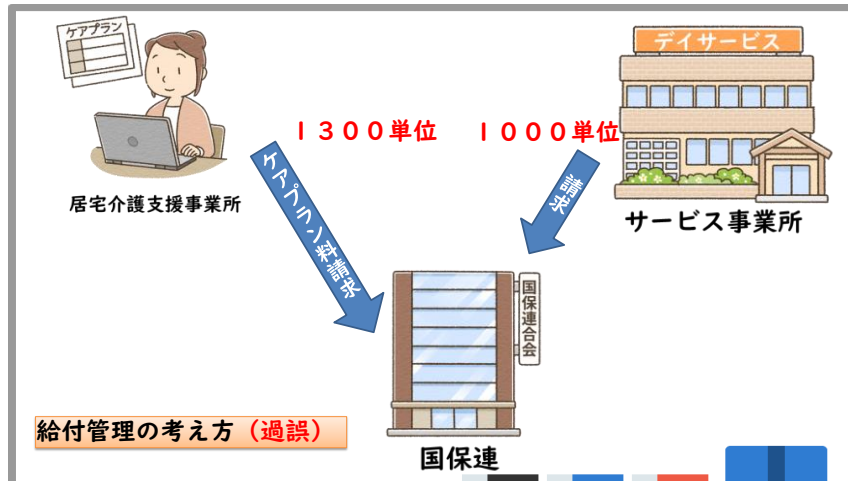 ケアプラン
デイサービス
１３００単位
１０００単位
ケアプラン料請求
請求
居宅介護支援事業所
サービス事業所
国保連合会
給付管理の考え方（過誤）
国保連